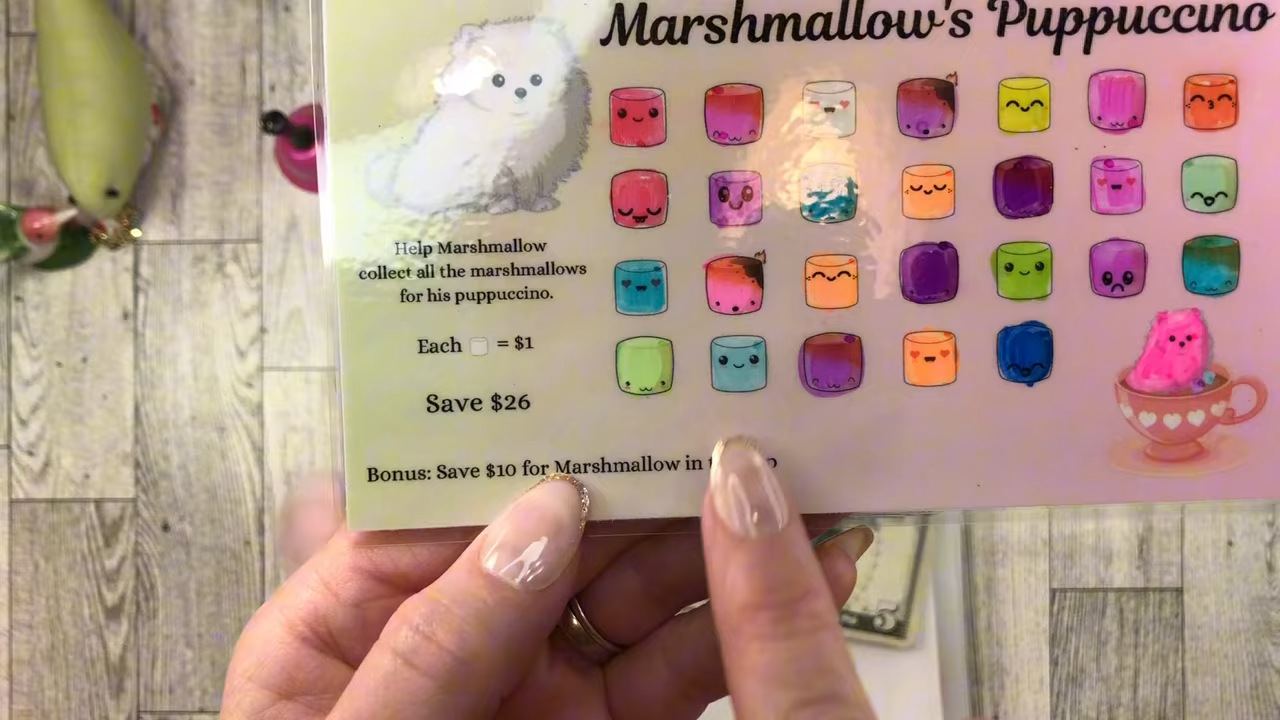 Marshmallow's Puppuccino
Help Marshmallow
collect all the marshmallows
for his puppuccino.
Each = $1
Save $26
Bonus: Save $10 for Marshmallow in
5